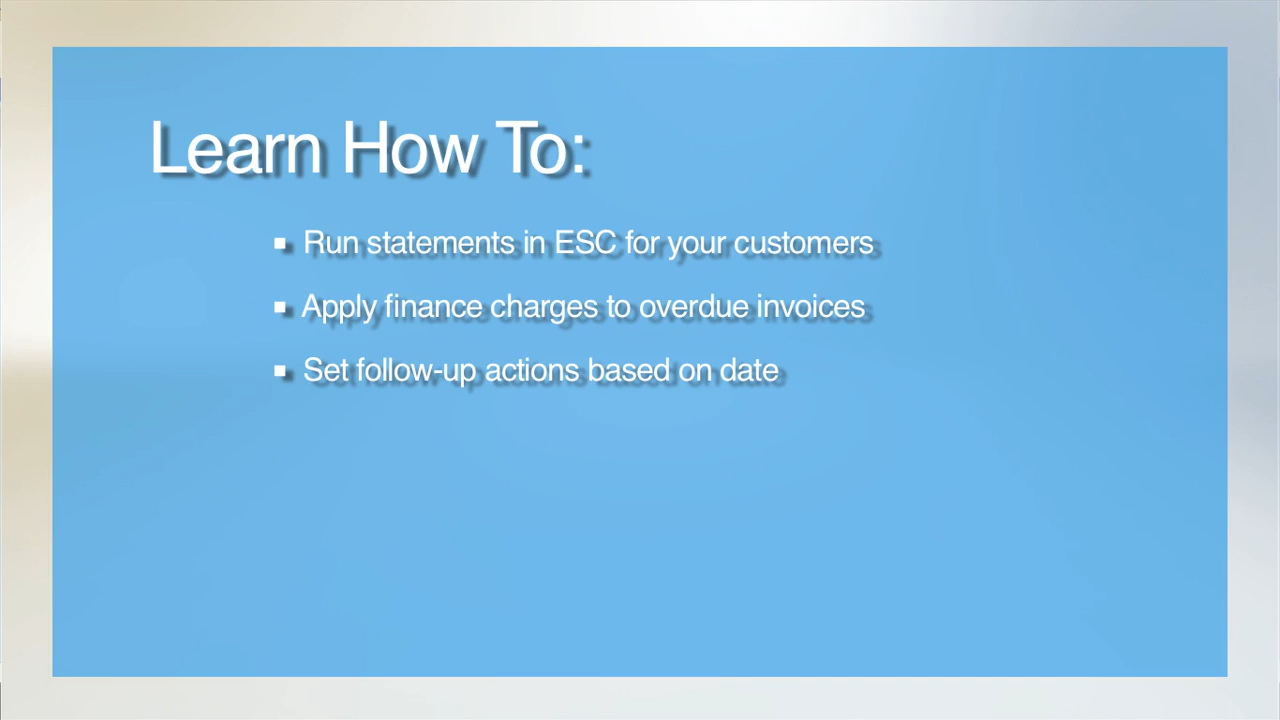 Learn How To:
▪ Run statements in ESC for your customers
▪ Apply finance charges to overdue invoices
▪ Set follow-up actions based on date